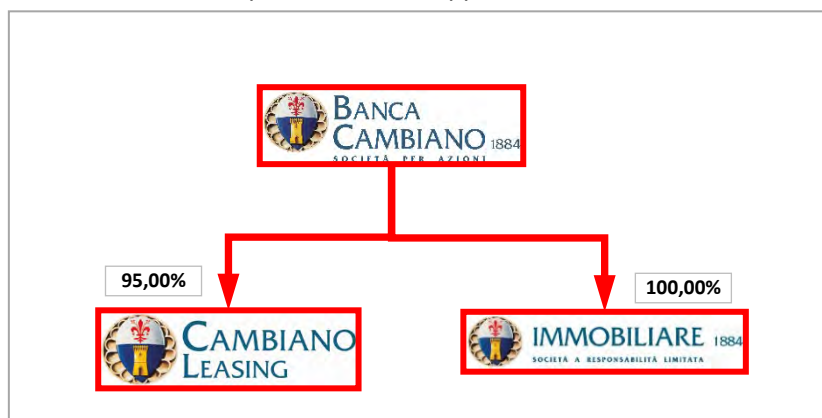 BANCA
CAMBIANO 1884
SOCIETÀ PER AZIONI
95,00%
100,00%
CAMBIANO
LEASING
IMMOBILIARE 1884
SOCIETÀ A RESPONSABILITÀ LIMITATA